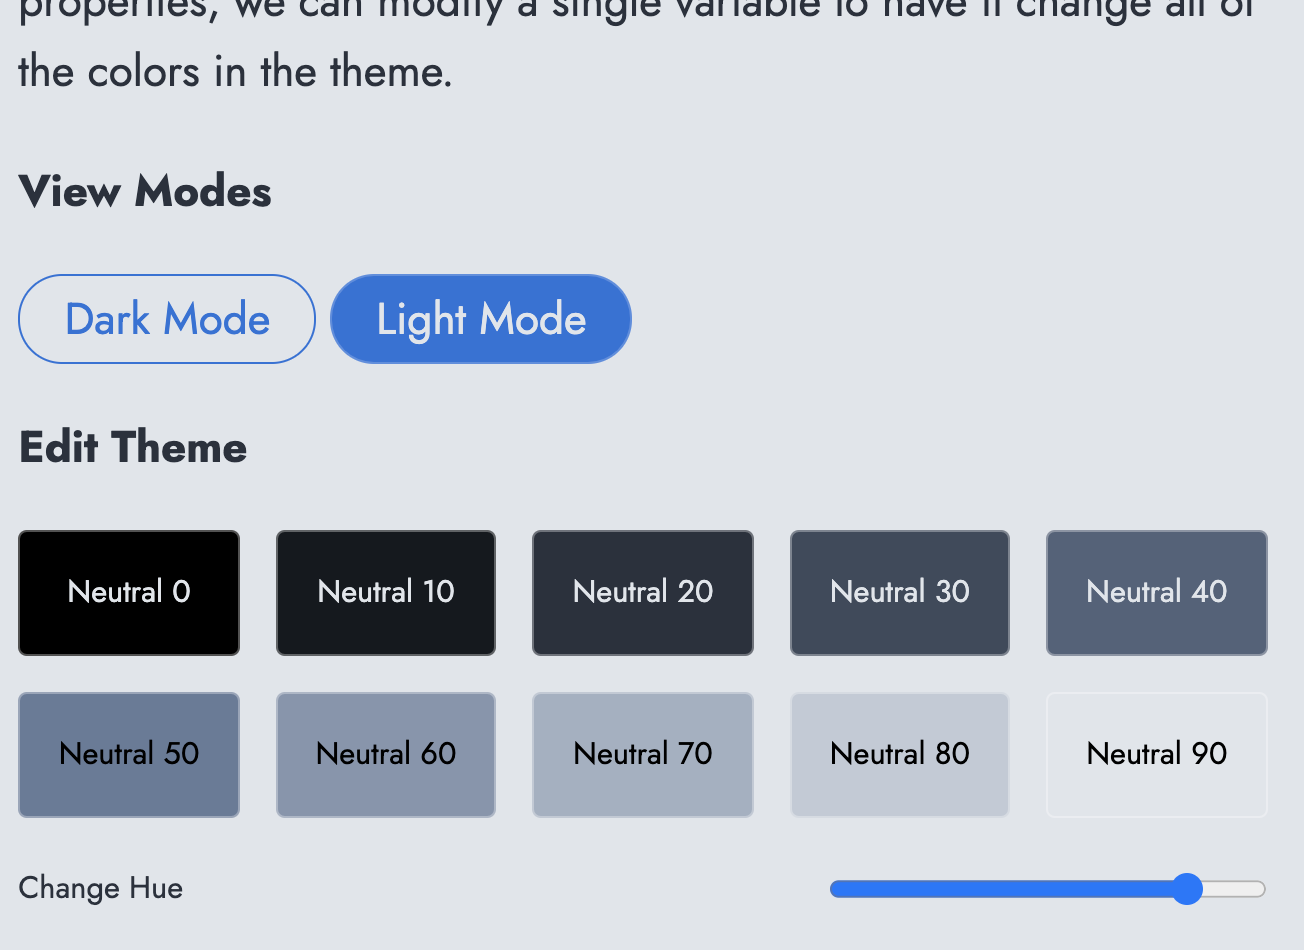 properties, we can modify a single variable to have it change all of
the colors in the theme.
View Modes
Dark Mode Light Mode
Edit Theme
Neutral 0 Neutral 10 Neutral 20 Neutral 30 Neutral 40
Neutral 50 Neutral 60 Neutral 70 Neutral 80 Neutral 90
Change Hue